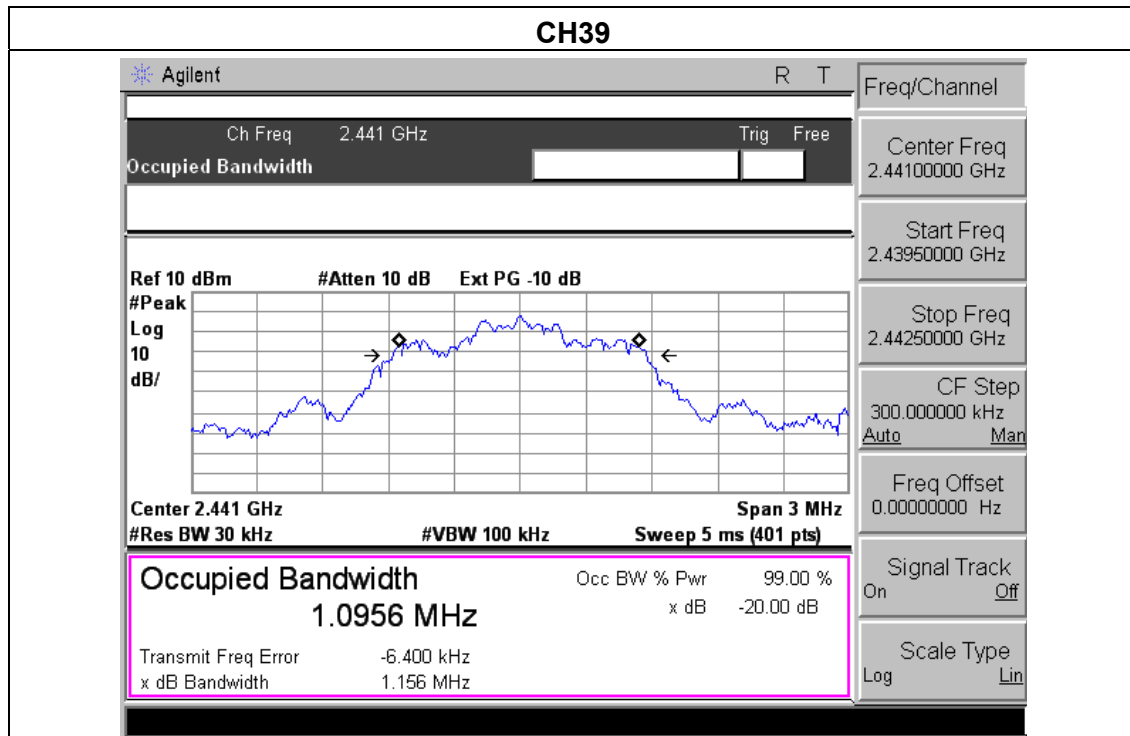 CH39
Agilent R T
Ch Freq 2.441 GHz Trig Free
Occupied Bandwidth
Ref 10 dBm #Atten 10 dB Ext PG -10 dB
#Peak
Log
10
dB/
Center 2.441 GHz Span 3 MHz
#Res BW 30 kHz #VBW 100 kHz Sweep 5 ms (401 pts)
Occupied Bandwidth Occ BW % Pwr 99.00 %
1.0956 MHz x dB -20.00 dB
Transmit Freq Error -6.400 kHz
x dB Bandwidth 1.156 MHz
Freq/Channel
Center Freq
2.44100000 GHz
Start Freq
2.43950000 GHz
Stop Freq
2.44250000 GHz
CF Step
300.000000 kHz
Auto Man
Freq Offset
0.00000000 Hz
Signal Track
On Off
Scale Type
Log Lin